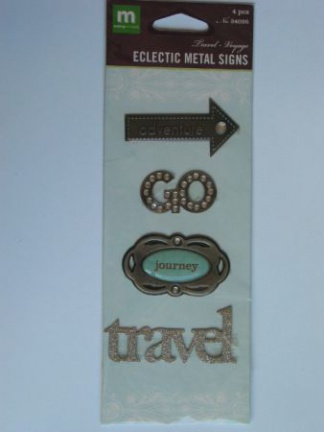 m
4 pcs
Travel - Voyage
ECLECTIC METAL SIGNS
adventure
GO
journey
travel